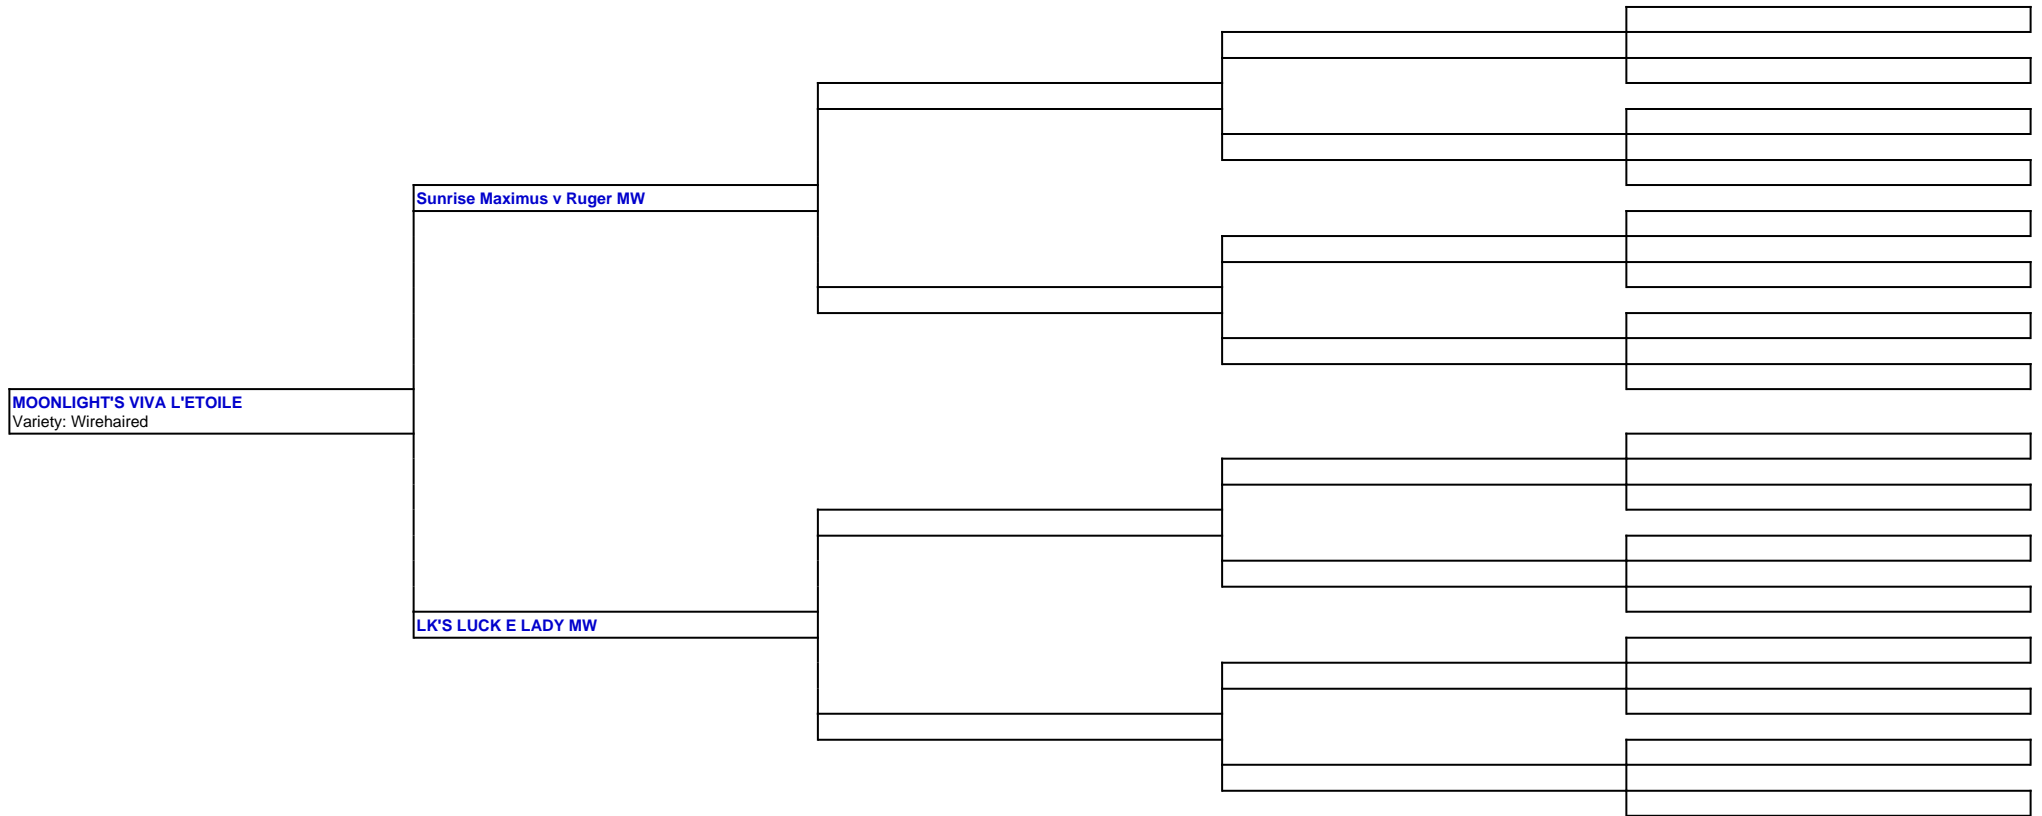 Sunrise Maximus v Ruger MW
MOONLIGHT'S VIVA L'ETOILE
Variety: Wirehaired
LK'S LUCK E LADY MW